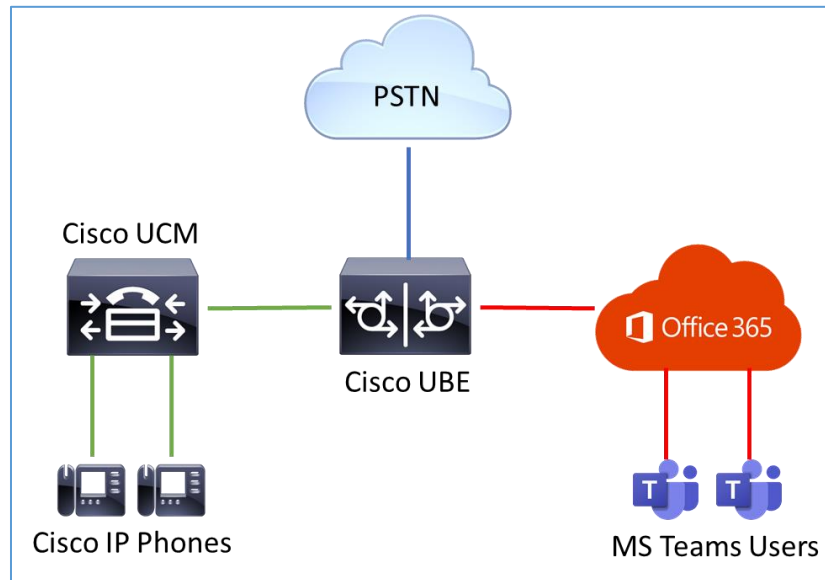 PSTN
Cisco UCM
Cisco UBE
Office 365
Cisco IP Phones
T
T
MS Teams Users